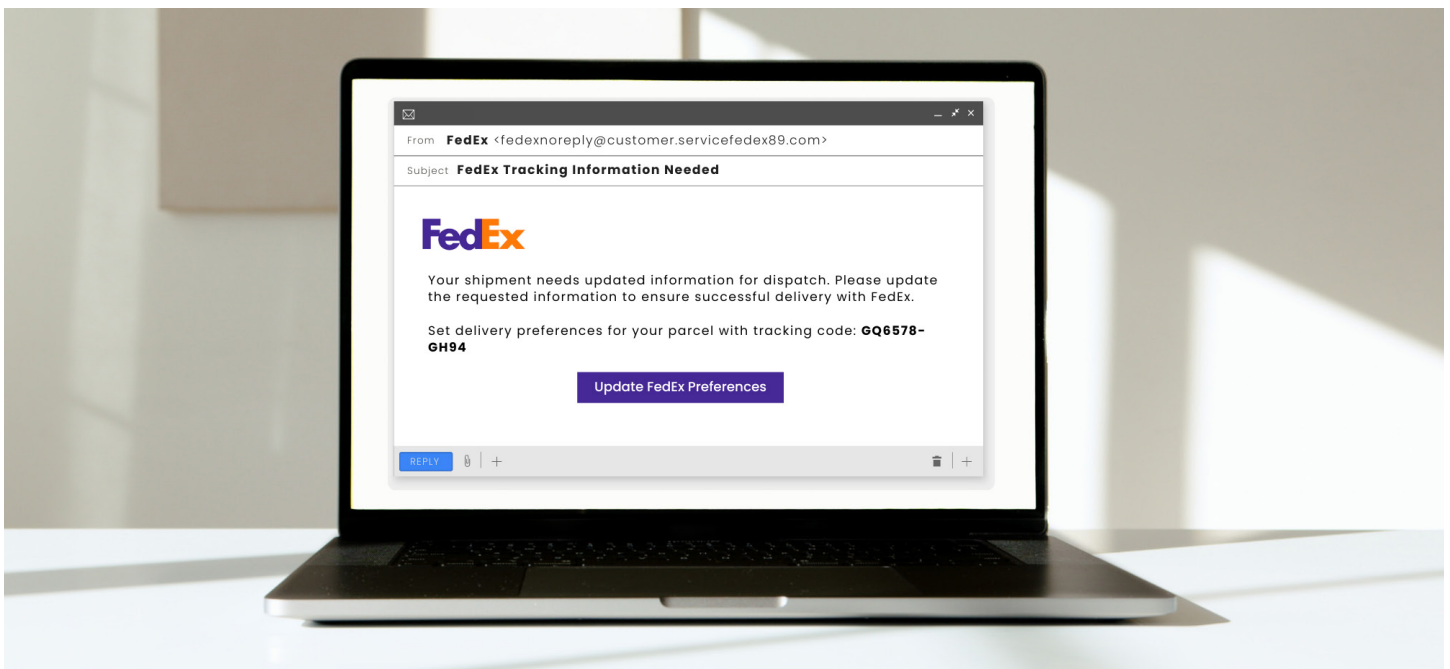 From FedEx <fedexnoreply@customer.servicefedex89.com>
Subject FedEx Tracking Information Needed
FedEx
Your shipment needs updated information for dispatch. Please update
the requested information to ensure successful delivery with FedEx.
Set delivery preferences for your parcel with tracking code: GQ6578-
GH94
Update FedEx Preferences
REPLY